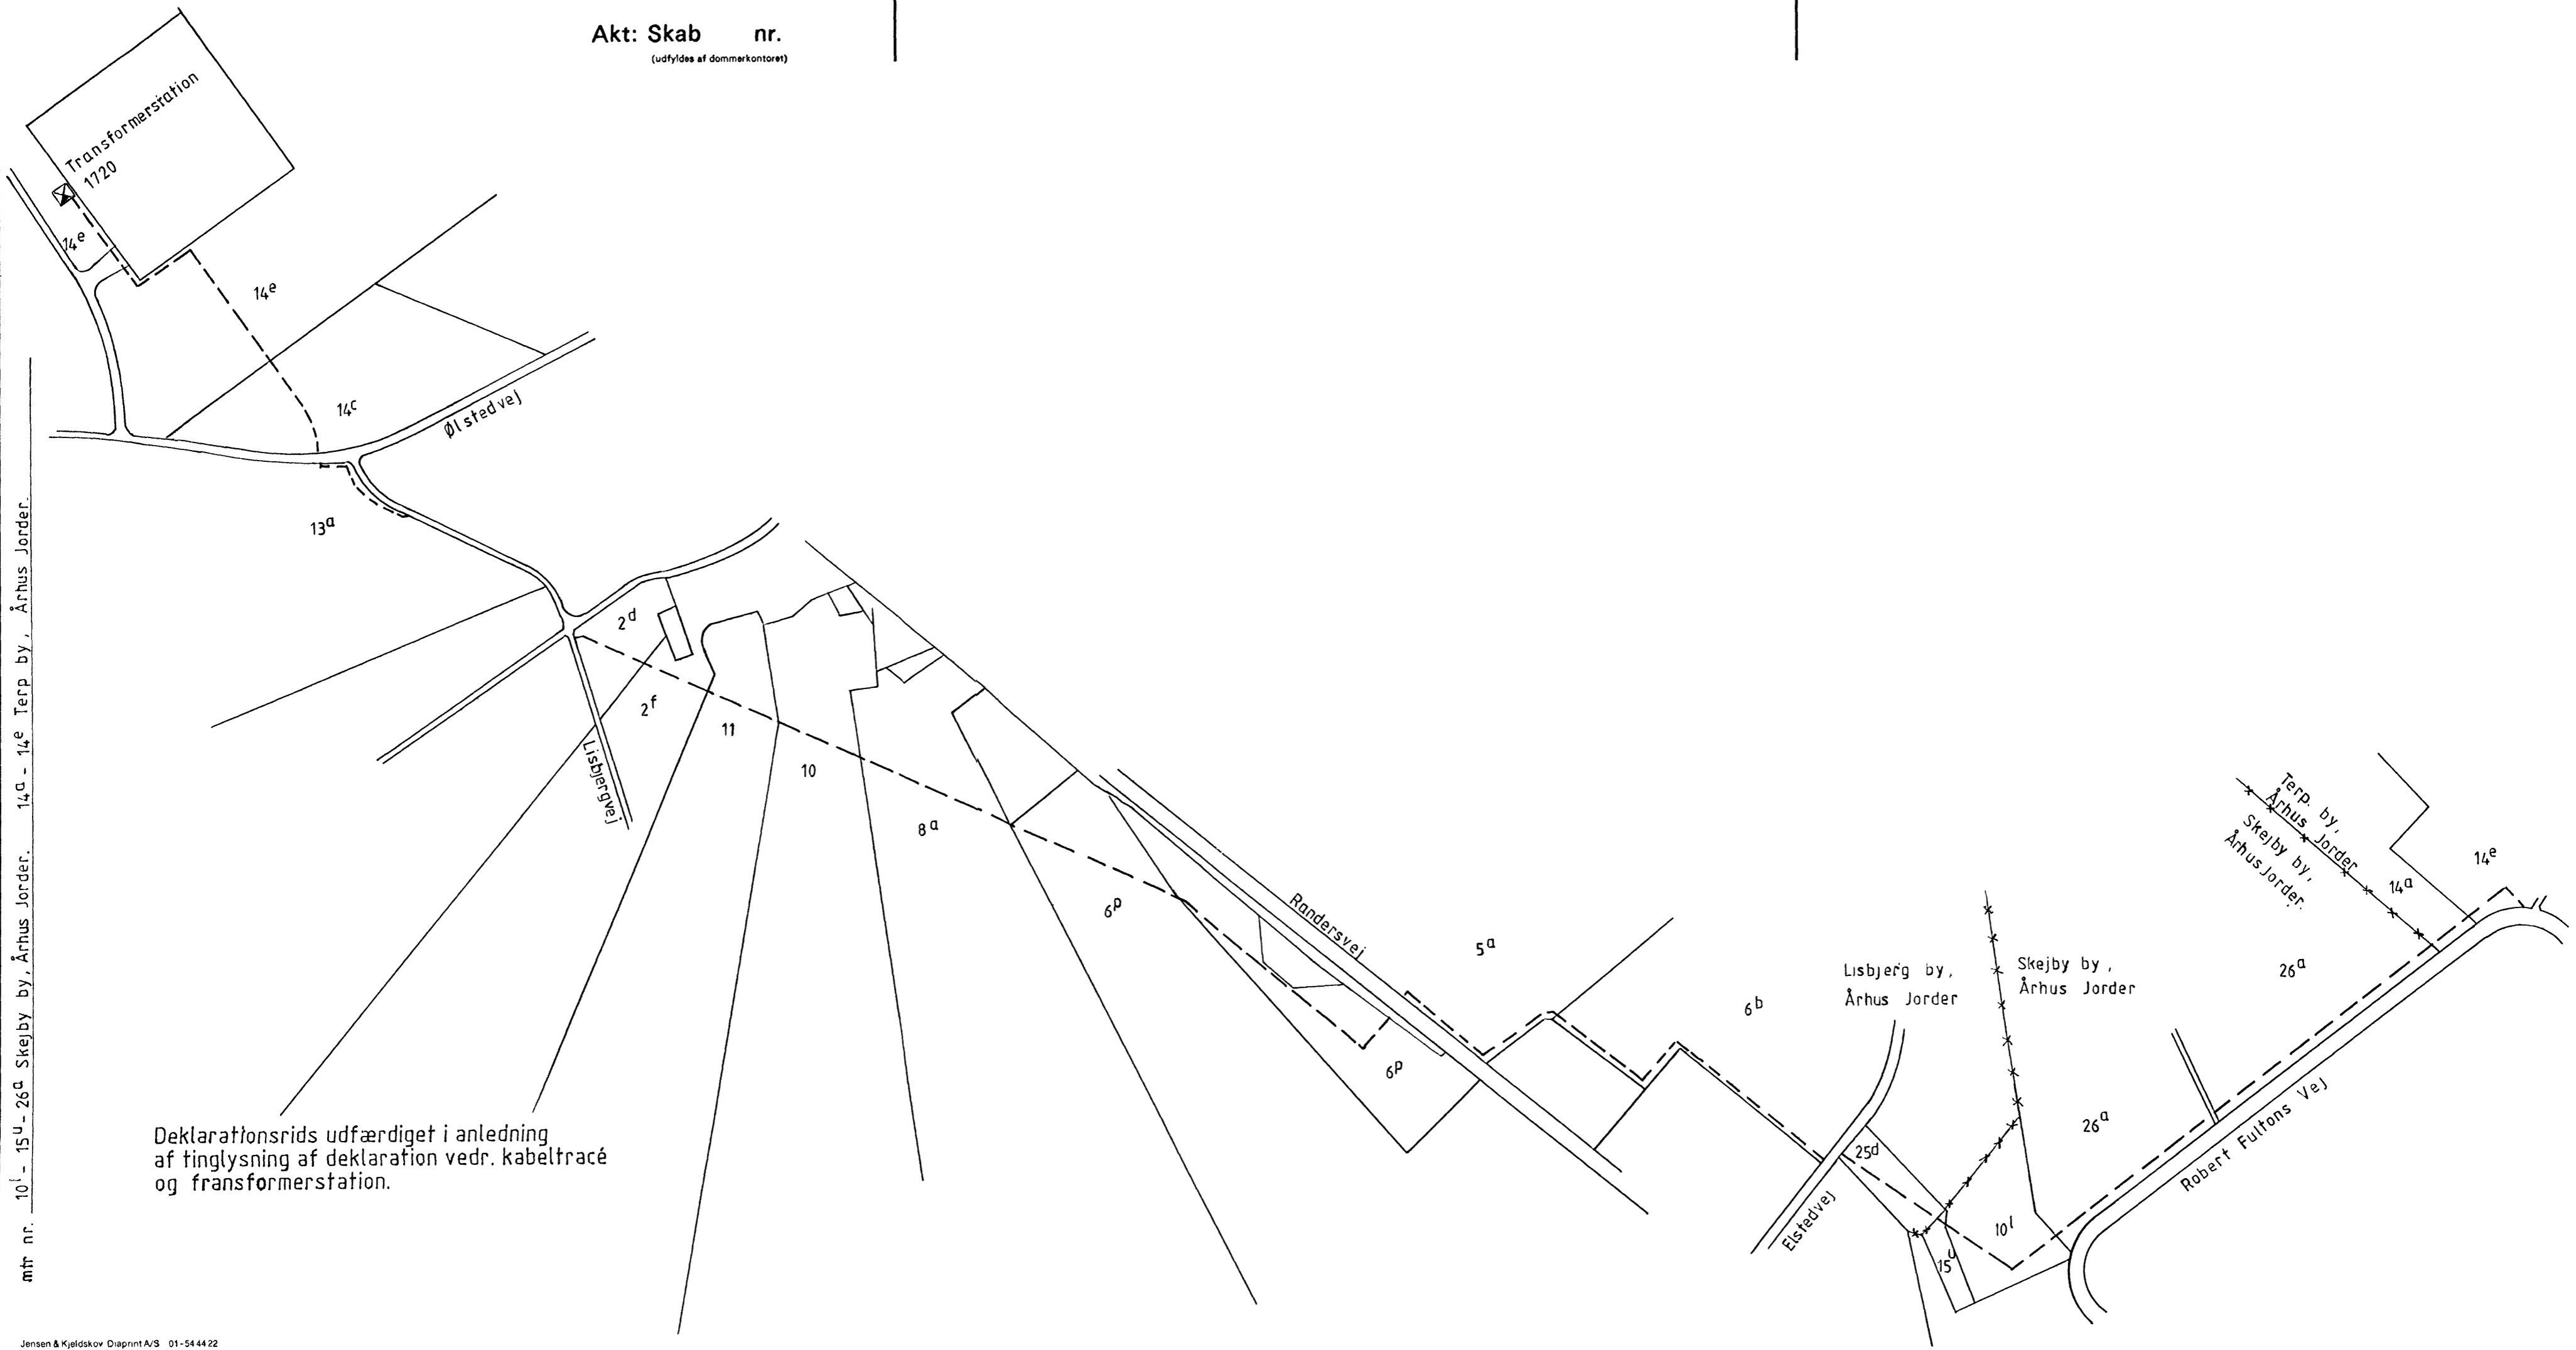 Akt: Skab nr.
(udfyldes af dommerkontoret)
Transformerstation
1720
14e
14e
14c
Ølstedvej
13a
2d
2f
11
10
8a
Lisbjergvej
6p
6p
Randersvej
5a
6b
Lisbjerg by,
Århus Jorder
Skejby by,
Århus Jorder
Terp. by,
Århus Jorder
Skejby by,
Århus Jorder.
14a
14e
26a
26a
25d
10l
15u
Elstedvej
Robert Fultons Vej
Deklarationsrids udfærdiget i anledning
af tinglysning af deklaration vedr. kabeltracé
og fransformerstation.
mtr nr. 10l - 15u - 26a Skejby by, Århus Jorder. 14a - 14e Terp by, Århus Jorder.
Jensen & Kjeldskov Diaprint A/S 01-54 44 22